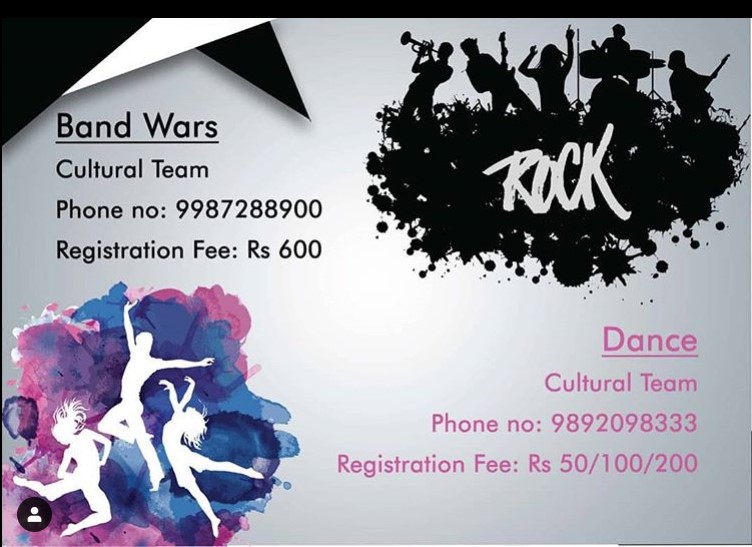 Band Wars
Cultural Team
Phone no: 9987288900
Registration Fee: Rs 600
ROCK
Dance
Cultural Team
Phone no: 9892098333
Registration Fee: Rs 50/100/200